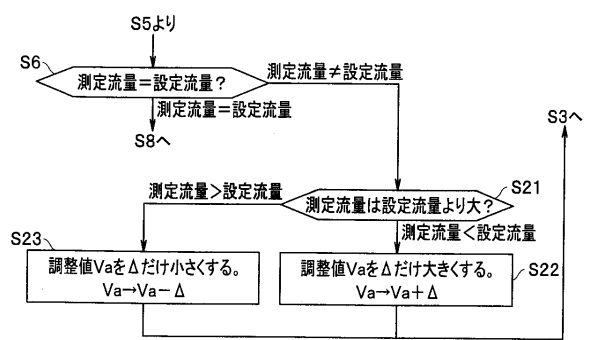 S5より
S6
測定流量＝設定流量？
測定流量≠設定流量
測定流量＝設定流量
S8へ
S3へ
測定流量＞設定流量
S21
測定流量は設定流量より大？
測定流量＜設定流量
S23
調整値VaをΔだけ小さくする。
Va→Va－Δ
調整値VaをΔだけ大きくする。
Va→Va＋Δ
S22